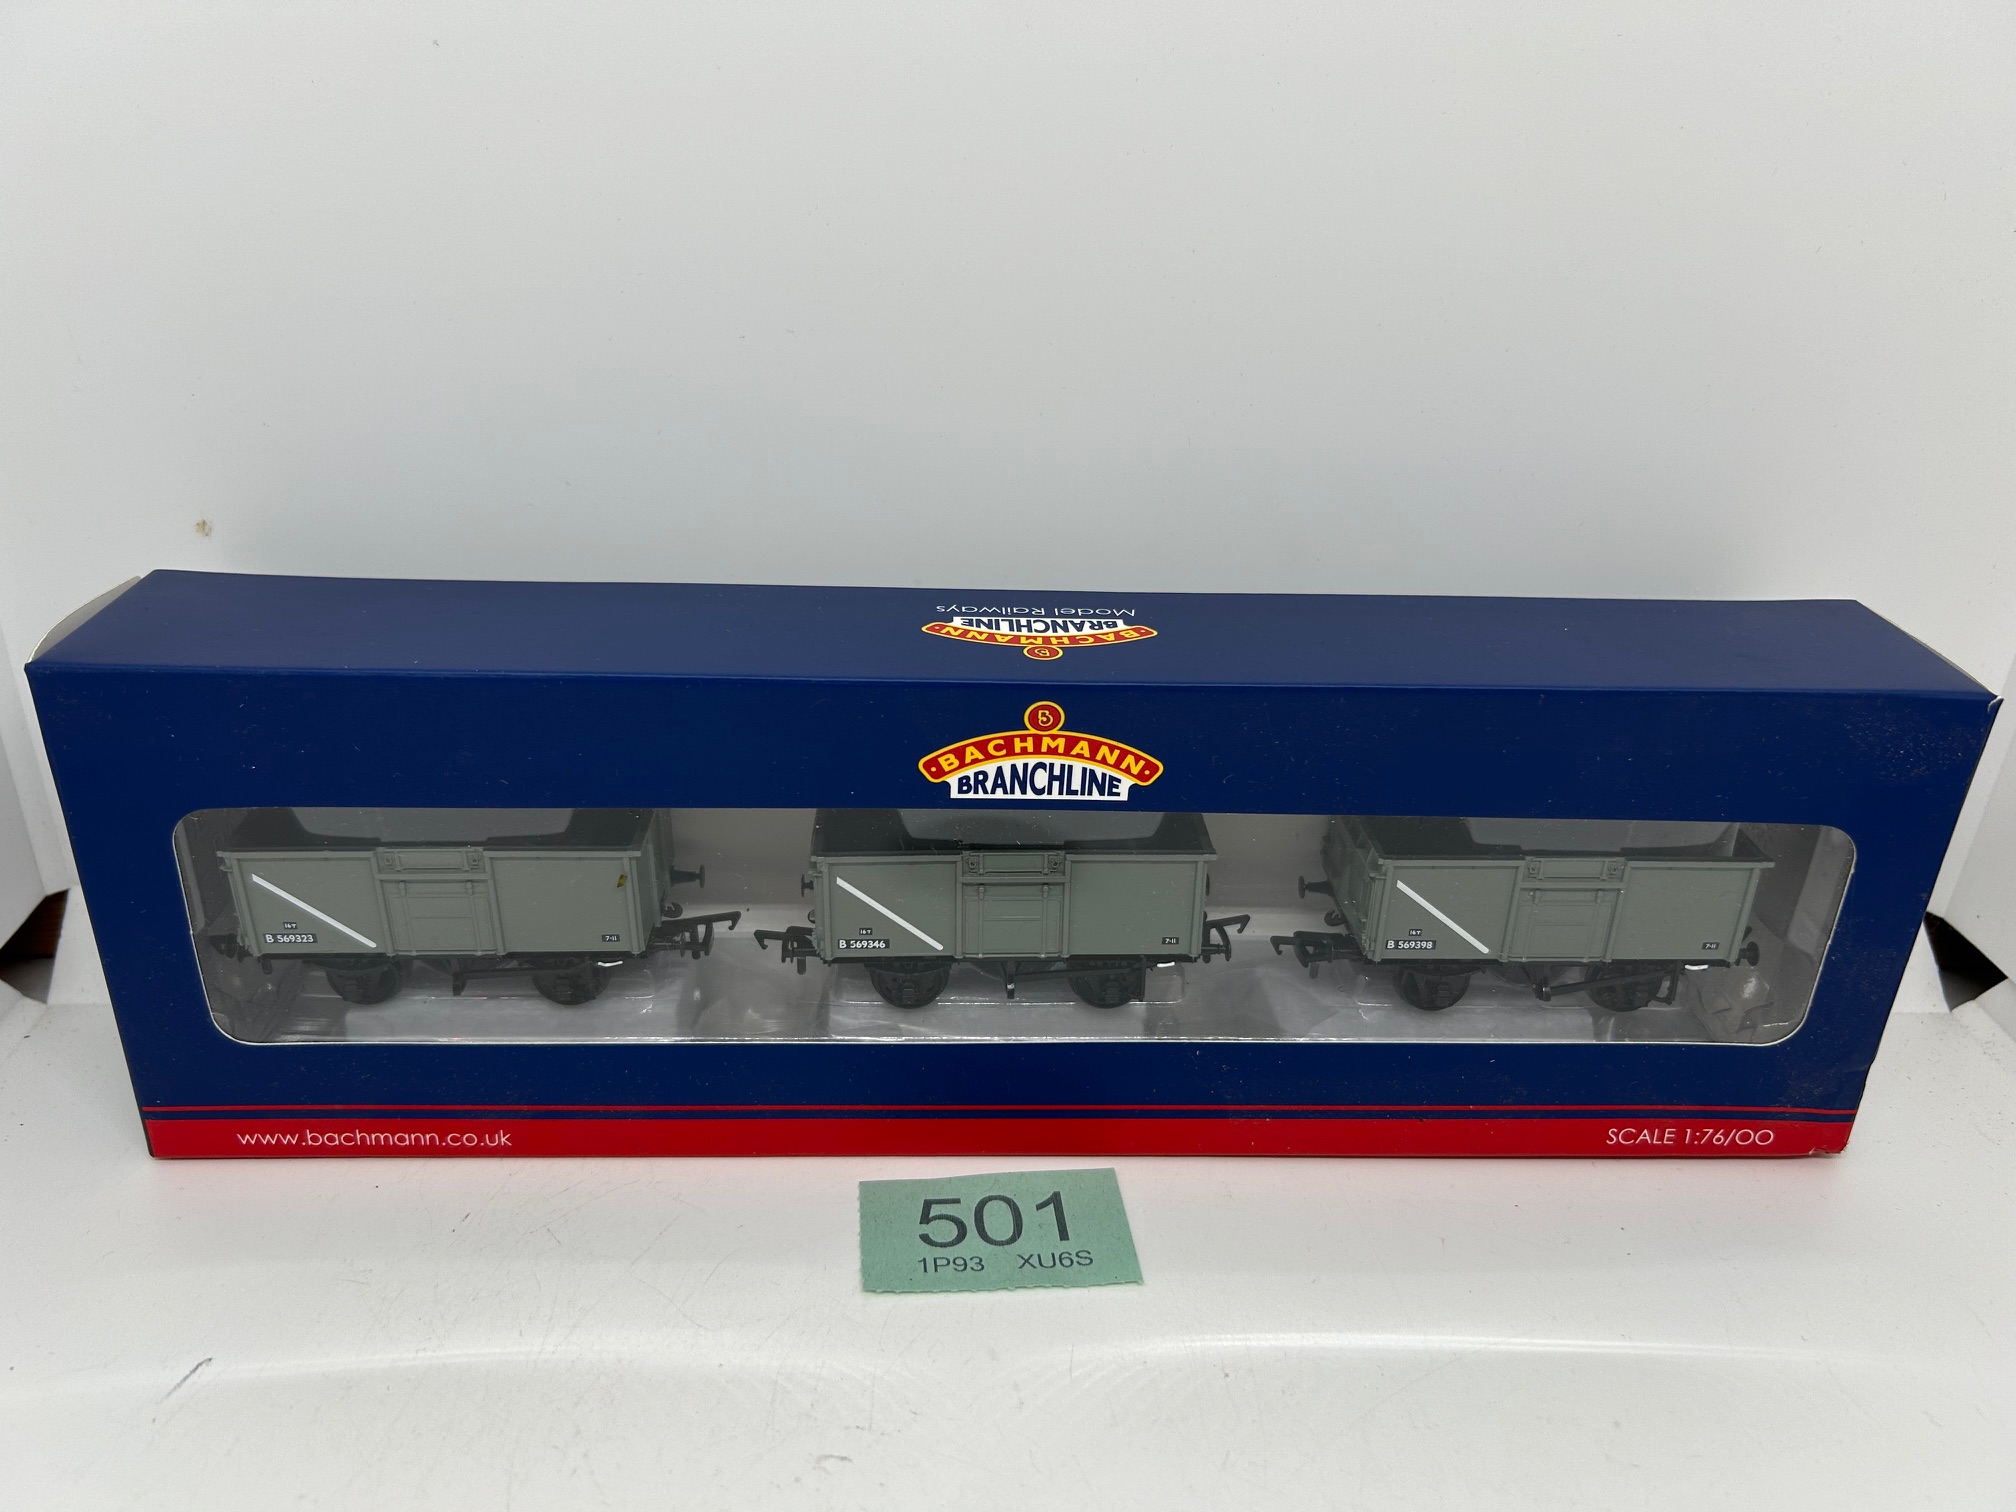 Model Railways
BACHMANN
BRANCHLINE
B
B
BACHMANN
BRANCHLINE
16T
B 569323
7-11
16T
B 569346
7-11
16T
B 569398
7-11
www.bachmann.co.uk
SCALE 1:76/OO
501
1P93 XU6S